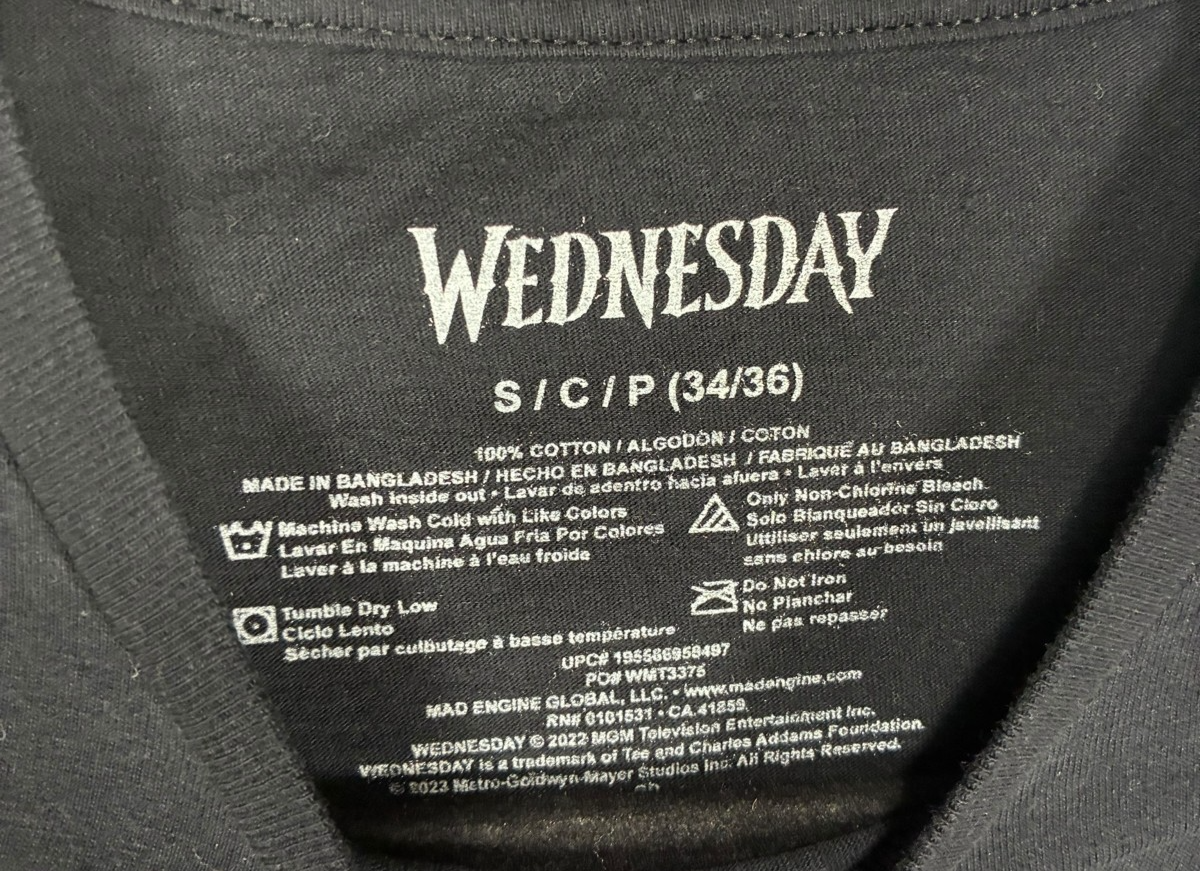 WEDNESDAY
S / C / P (34/36)
100% COTTON / ALGODÓN / COTON
MADE IN BANGLADESH / HECHO EN BANGLADESH / FABRIQUÉ AU BANGLADESH
Wash inside out • Lavar de adentro hacia afuera • Laver à l'envers
Machine Wash Cold with Like Colors
Lavar En Maquina Agua Fria Por Colores
Laver à la machine à l'eau froide
Only Non-Chlorine Bleach
Solo Blanqueador Sin Cloro
Uttiliser seulement un javellisant
sans chlore au besoin
Tumble Dry Low
Ciclo Lento
Sècher par culbutage à basse température
Do Not Iron
No Planchar
Ne pas repasser
UPC# 195566958497
PO# WMT3375
MAD ENGINE GLOBAL, LLC. • www.madengine.com
RN# 0101531 • CA 41859
WEDNESDAY © 2022 MGM Television Entertainment Inc.
WEDNESDAY is a trademark of Tee and Charles Addams Foundation.
© 2023 Metro-Goldwyn-Mayer Studios Inc. All Rights Reserved.